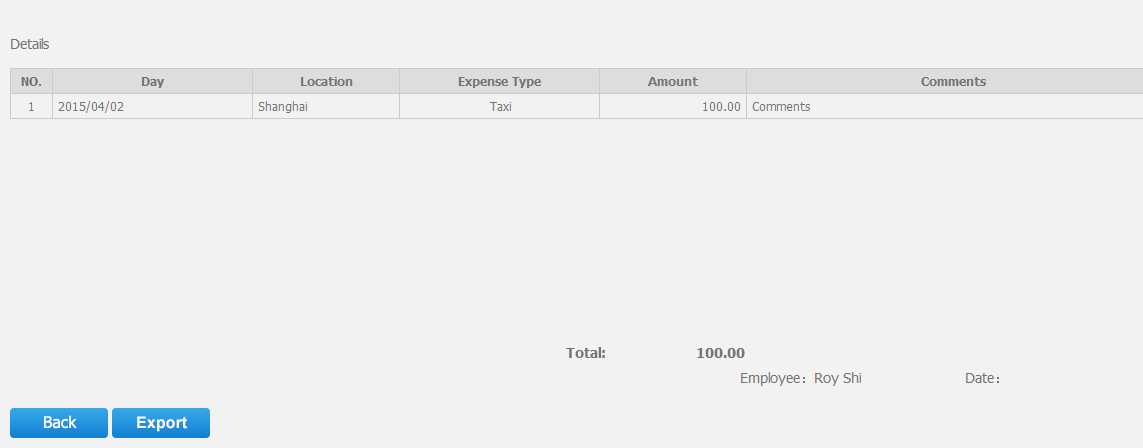 Details
NO. Day Location Expense Type Amount Comments
1 2015/04/02 Shanghai Taxi 100.00 Comments
Total: 100.00
Employee：Roy Shi Date：
Back Export